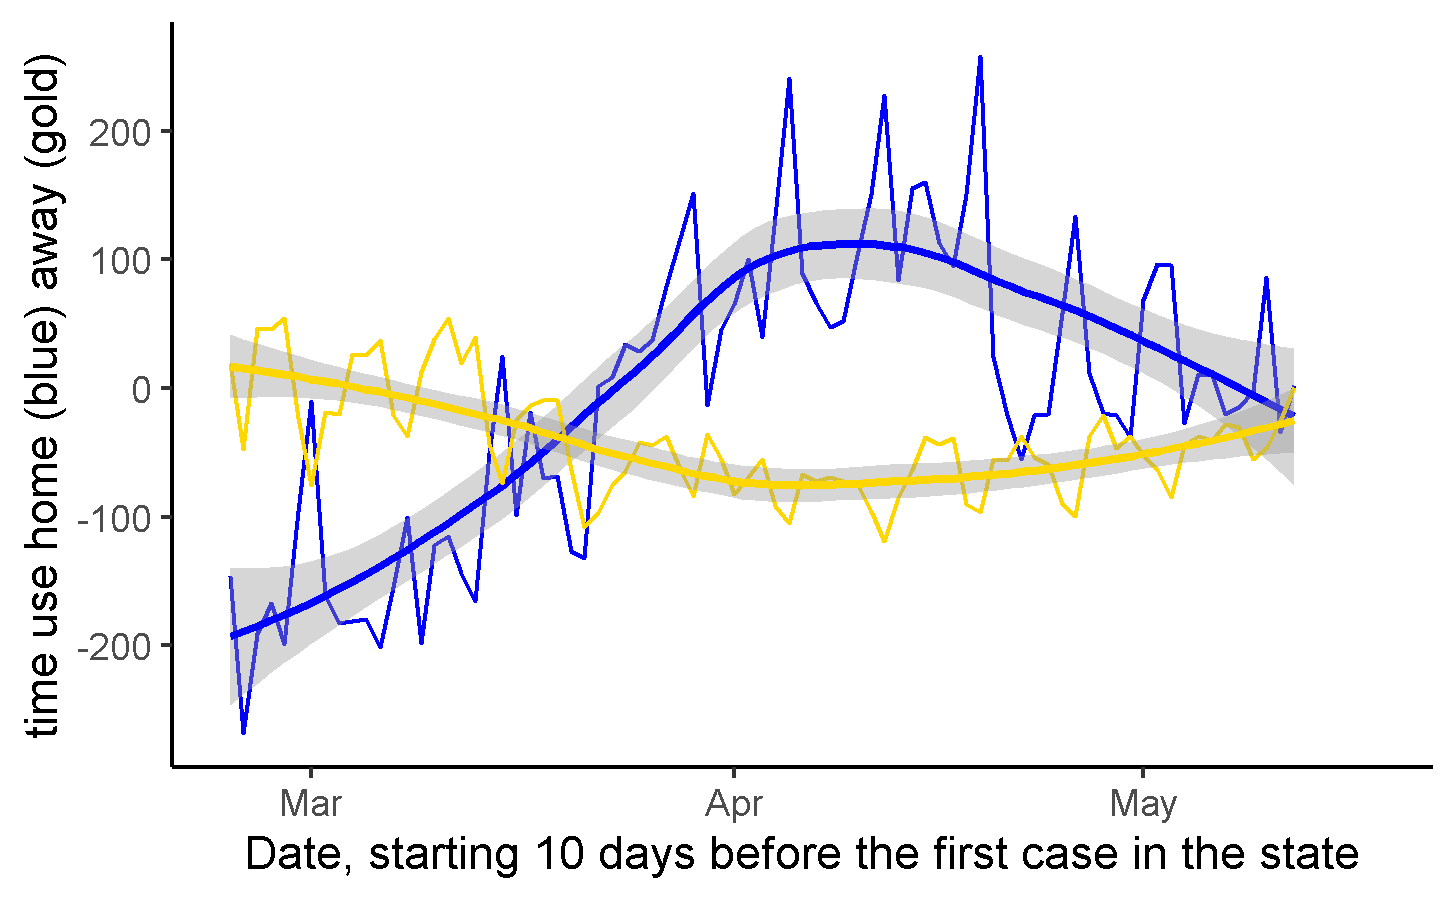 time use home (blue) away (gold)
200
100
0
-100
-200
Mar
Apr
May
Date, starting 10 days before the first case in the state